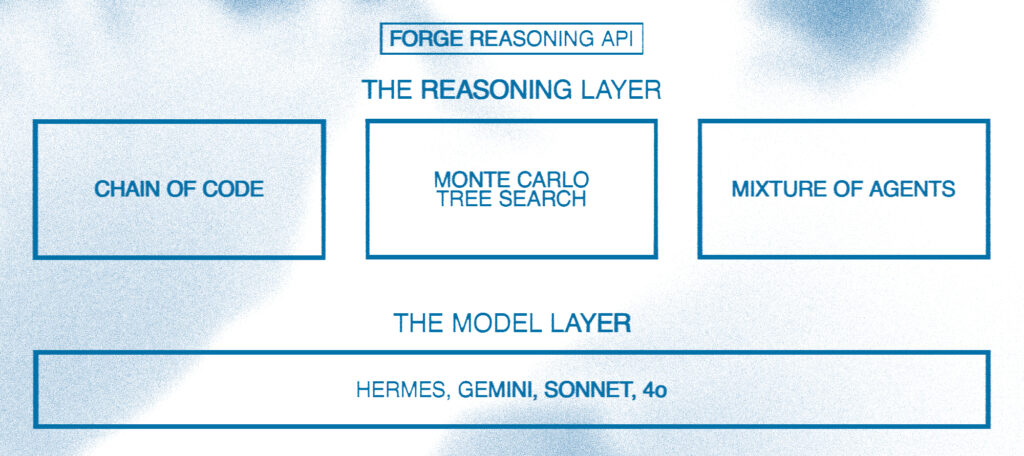 FORGE REASONING API
THE REASONING LAYER
CHAIN OF CODE
MONTE CARLO
TREE SEARCH
MIXTURE OF AGENTS
THE MODEL LAYER
HERMES, GEMINI, SONNET, 4o